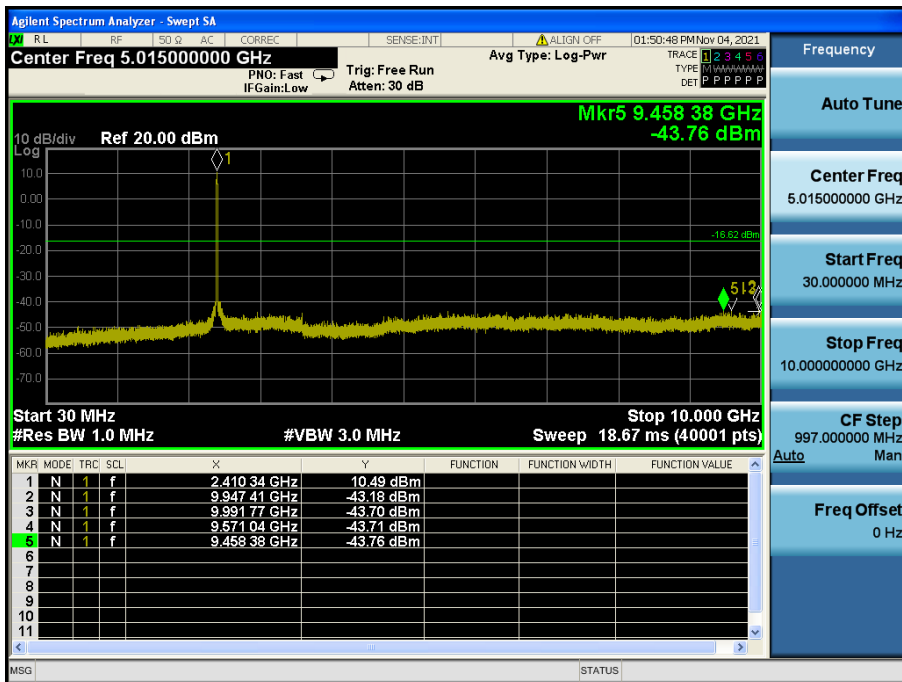 Agilent Spectrum Analyzer - Swept SA
LXI RL RF 50 Ω AC CORREC SENSE:INT ALIGN OFF 01:50:48 PM Nov 04, 2021
Center Freq 5.015000000 GHz
PNO: Fast
IFGain:Low
Trig: Free Run
Atten: 30 dB
Avg Type: Log-Pwr
TRACE 1 2 3 4 5 6
TYPE MWWWWW
DET P P P P P P
Mkr5 9.458 38 GHz
-43.76 dBm
10 dB/div Ref 20.00 dBm
Log
1
10.0
0.00
-10.0
-16.62 dBm
-20.0
-30.0
-40.0
-50.0
-60.0
-70.0
Start 30 MHz Stop 10.000 GHz
#Res BW 1.0 MHz #VBW 3.0 MHz Sweep 18.67 ms (40001 pts)
MKR MODE TRC SCL X Y FUNCTION FUNCTION WIDTH FUNCTION VALUE
1 N 1 f 2.410 34 GHz 10.49 dBm
2 N 1 f 9.947 41 GHz -43.18 dBm
3 N 1 f 9.991 77 GHz -43.70 dBm
4 N 1 f 9.571 04 GHz -43.71 dBm
5 N 1 f 9.458 38 GHz -43.76 dBm
6
7
8
9
10
11
MSG STATUS
Frequency
Auto Tune
Center Freq
5.015000000 GHz
Start Freq
30.000000 MHz
Stop Freq
10.000000000 GHz
CF Step
997.000000 MHz
Auto Man
Freq Offset
0 Hz